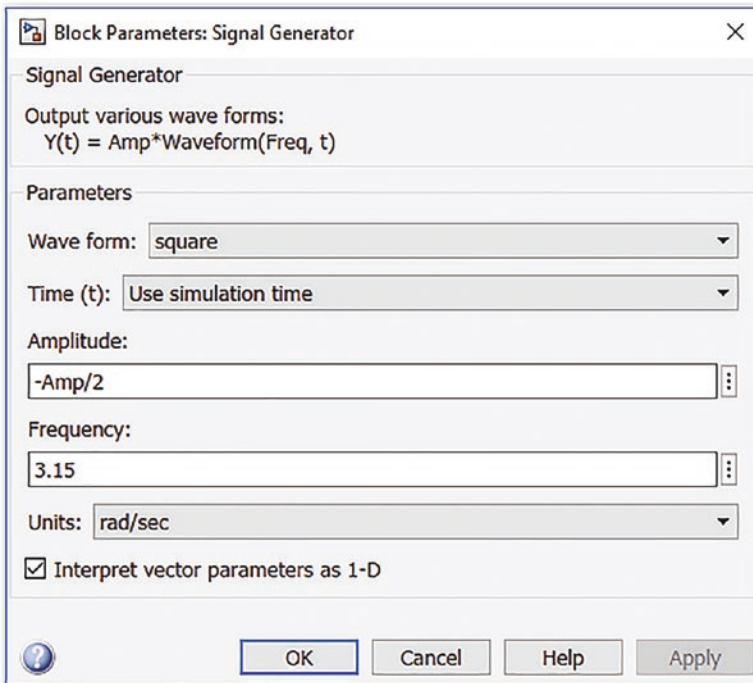 Block Parameters: Signal Generator
Signal Generator
Output various wave forms:
Y(t) = Amp*Waveform(Freq, t)
Parameters
Wave form: square
Time (t): Use simulation time
Amplitude:
-Amp/2
Frequency:
3.15
Units: rad/sec
Interpret vector parameters as 1-D
OK Cancel Help Apply